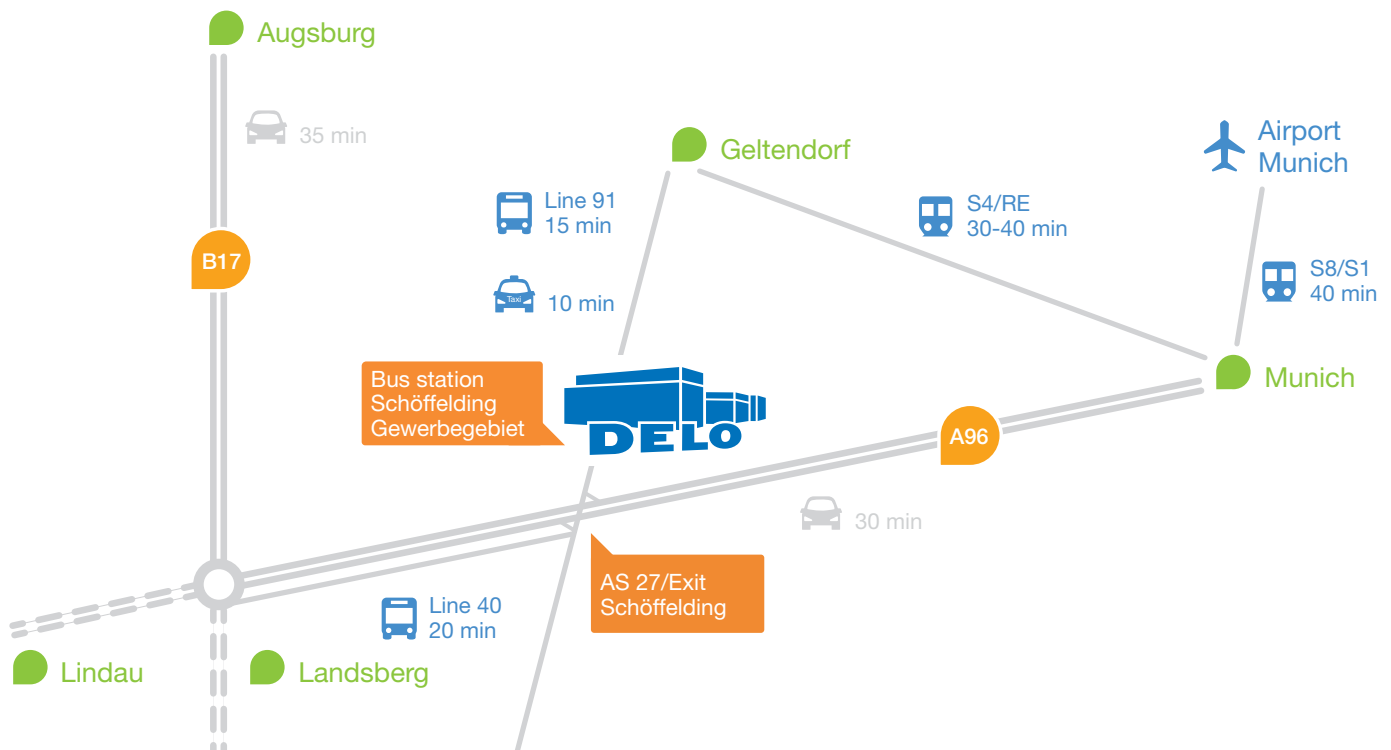 Augsburg
35 min
Geltendorf
Airport
Munich
Line 91
15 min
S4/RE
30-40 min
B17
S8/S1
40 min
Taxi
10 min
Bus station
Schöffelding
Gewerbegebiet
DELO
Munich
A96
30 min
AS 27/Exit
Schöffelding
Line 40
20 min
Lindau
Landsberg